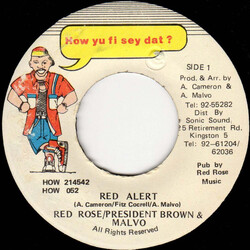 How yu fi sey dat ?
SIDE 1
Prod. & Arr. by
A. Cameron &
A. Malvo
Tel: 92-55282
Dist By
Sonic Sound.
25 Retirement Rd.
Kingston 5
Tel: 92-61204/
62036
Pub by
Red Rose
Music
HOW 214542
HOW 052
RED ALERT
(A. Cameron/Fitz Cocrell/A. Malvo)
RED ROSE/PRESIDENT BROWN &
MALVO
All Rights Reserved